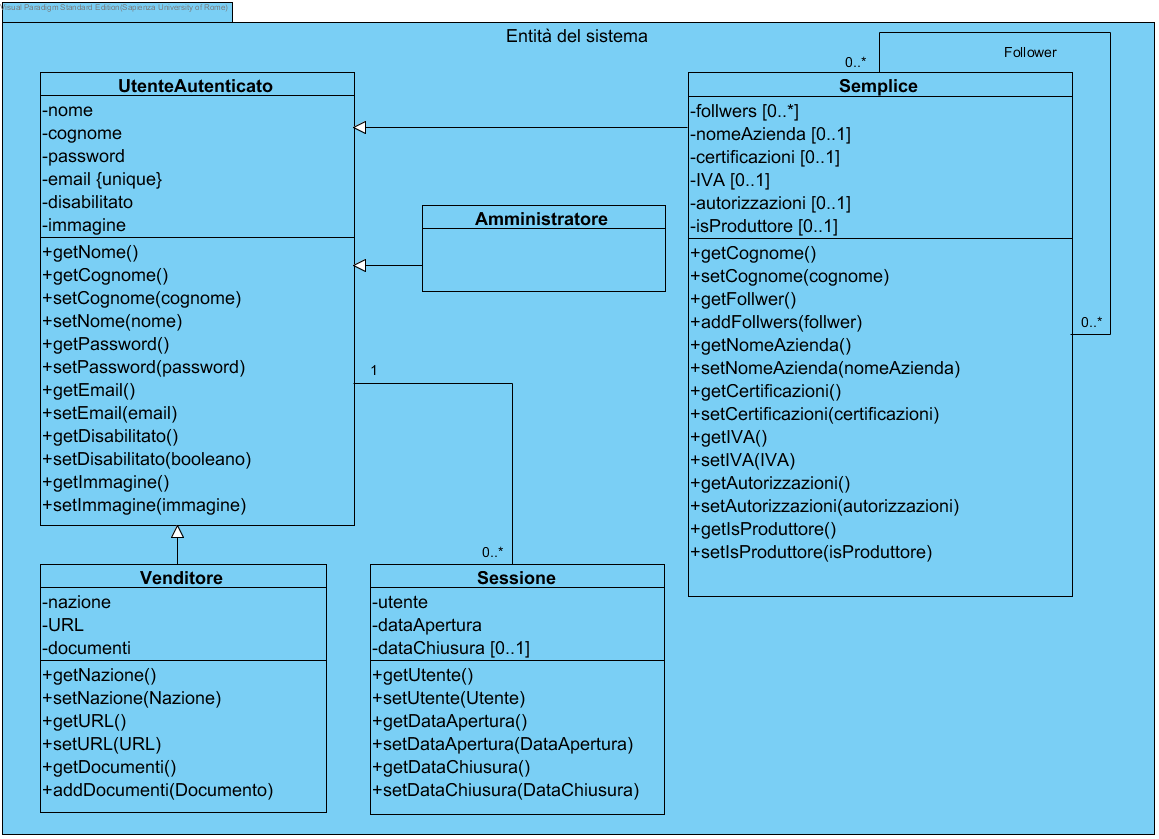 Visual Paradigm Standard Edition(Sapienza University of Rome)
Entità del sistema
Follower
0..*
UtenteAutenticato
-nome
-cognome
-password
-email {unique}
-disabilitato
-immagine
+getNome()
+getCognome()
+setCognome(cognome)
+setNome(nome)
+getPassword()
+setPassword(password)
+getEmail()
+setEmail(email)
+getDisabilitato()
+setDisabilitato(booleano)
+getImmagine()
+setImmagine(immagine)
Amministratore
Semplice
-follwers [0..*]
-nomeAzienda [0..1]
-certificazioni [0..1]
-IVA [0..1]
-autorizzazioni [0..1]
-isProduttore [0..1]
+getCognome()
+setCognome(cognome)
+getFollwer()
+addFollwers(follwer)
+getNomeAzienda()
+setNomeAzienda(nomeAzienda)
+getCertificazioni()
+setCertificazioni(certificazioni)
+getIVA()
+setIVA(IVA)
+getAutorizzazioni()
+setAutorizzazioni(autorizzazioni)
+getIsProduttore()
+setIsProduttore(isProduttore)
0..*
1
0..*
Venditore
-nazione
-URL
-documenti
+getNazione()
+setNazione(Nazione)
+getURL()
+setURL(URL)
+getDocumenti()
+addDocumenti(Documento)
Sessione
-utente
-dataApertura
-dataChiusura [0..1]
+getUtente()
+setUtente(Utente)
+getDataApertura()
+setDataApertura(DataApertura)
+getDataChiusura()
+setDataChiusura(DataChiusura)